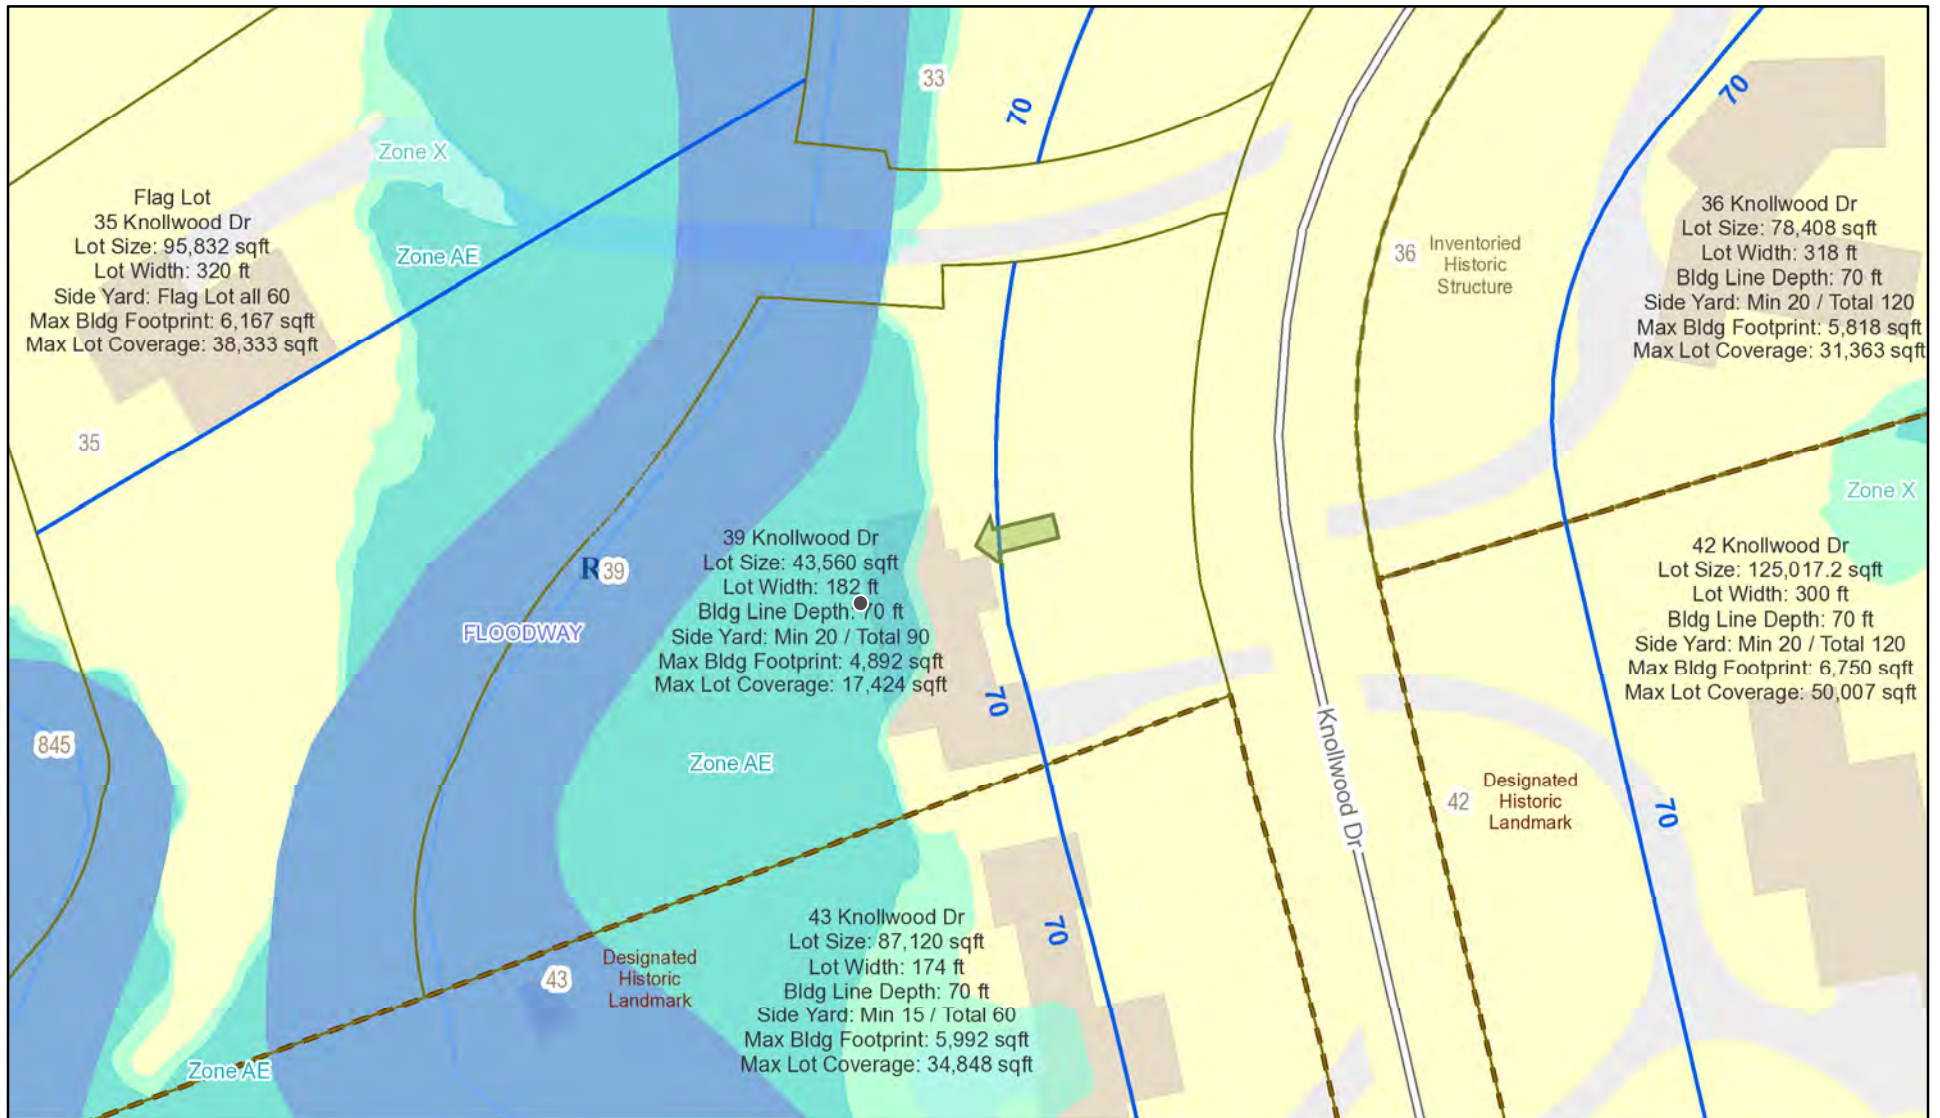 33
70
70
Zone X
Flag Lot
35 Knollwood Dr
Lot Size: 95,832 sqft
Lot Width: 320 ft
Side Yard: Flag Lot all 60
Max Bldg Footprint: 6,167 sqft
Max Lot Coverage: 38,333 sqft
Zone AE
36
Inventoried
Historic
Structure
36 Knollwood Dr
Lot Size: 78,408 sqft
Lot Width: 318 ft
Bldg Line Depth: 70 ft
Side Yard: Min 20 / Total 120
Max Bldg Footprint: 5,818 sqft
Max Lot Coverage: 31,363 sqft
35
Zone X
R
39
FLOODWAY
39 Knollwood Dr
Lot Size: 43,560 sqft
Lot Width: 182 ft
Bldg Line Depth: 70 ft
Side Yard: Min 20 / Total 90
Max Bldg Footprint: 4,892 sqft
Max Lot Coverage: 17,424 sqft
42 Knollwood Dr
Lot Size: 125,017.2 sqft
Lot Width: 300 ft
Bldg Line Depth: 70 ft
Side Yard: Min 20 / Total 120
Max Bldg Footprint: 6,750 sqft
Max Lot Coverage: 50,007 sqft
70
845
Zone AE
Knollwood Dr
42
Designated
Historic
Landmark
70
43
Designated
Historic
Landmark
43 Knollwood Dr
Lot Size: 87,120 sqft
Lot Width: 174 ft
Bldg Line Depth: 70 ft
Side Yard: Min 15 / Total 60
Max Bldg Footprint: 5,992 sqft
Max Lot Coverage: 34,848 sqft
70
Zone AE